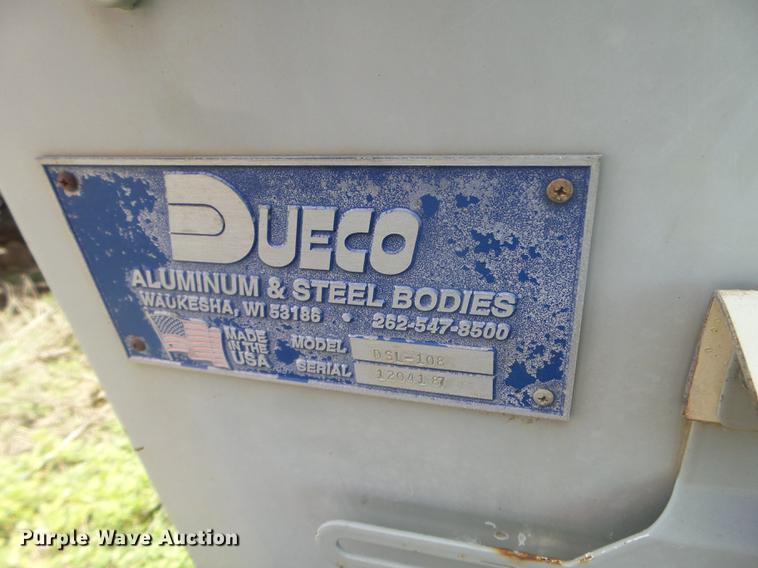 DUECO
ALUMINUM & STEEL BODIES
WAUKESHA, WI 53186 • 262-547-8500
MADE IN THE USA
MODEL DSL-108
SERIAL 1204187
Purple Wave Auction